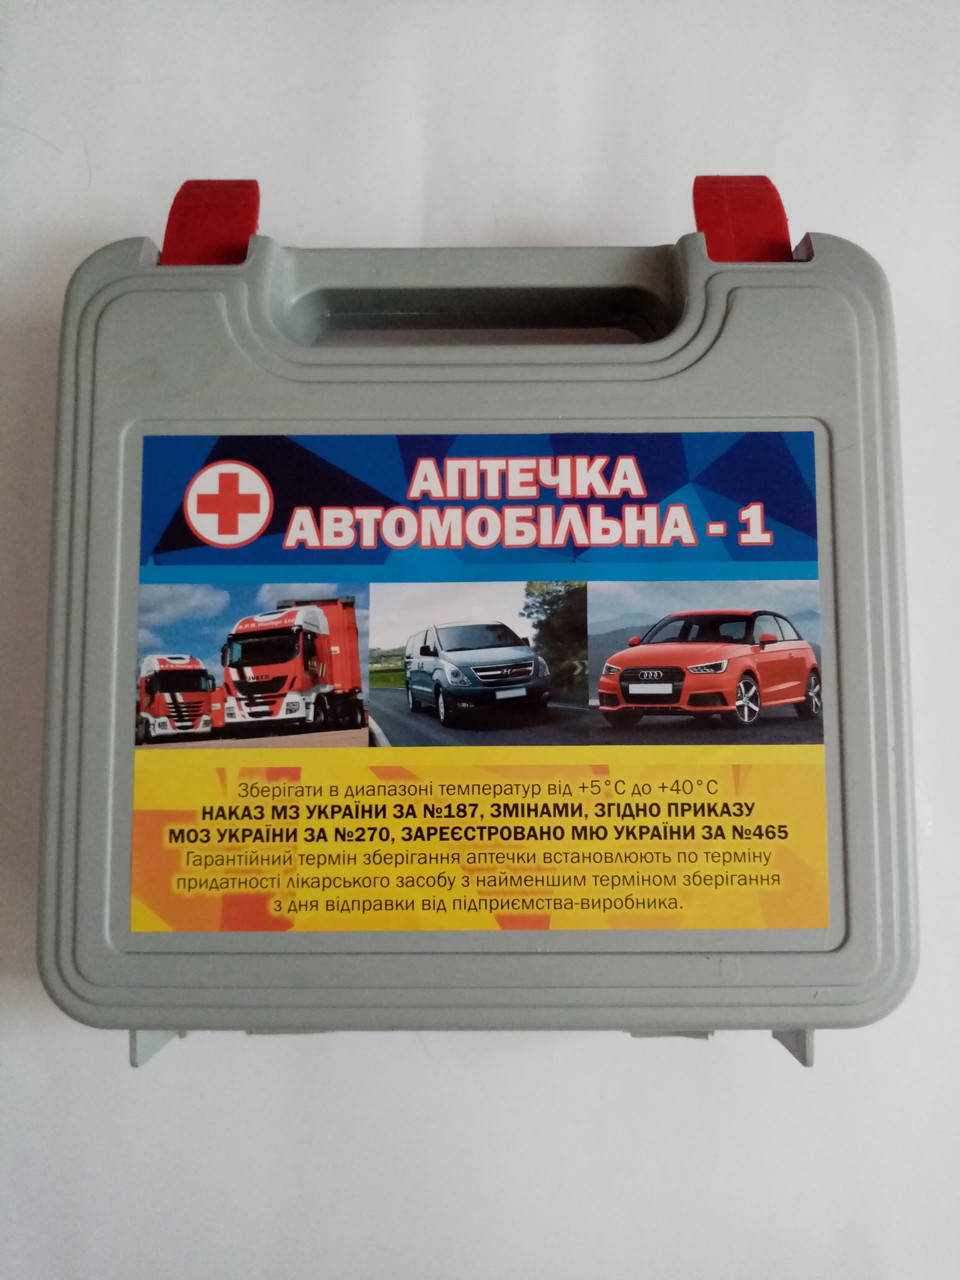 АПТЕЧКА
АВТОМОБІЛЬНА - 1
IVECO
Зберігати в диапазоні температур від +5°С до +40°С
НАКАЗ МЗ УКРАЇНИ ЗА №187, ЗМІНАМИ, ЗГІДНО ПРИКАЗУ
МОЗ УКРАЇНИ ЗА №270, ЗАРЕЄСТРОВАНО МЮ УКРАЇНИ ЗА №465
Гарантійний термін зберігання аптечки встановлюють по терміну
придатності лікарського засобу з найменшим терміном зберігання
з дня відправки від підприємства-виробника.